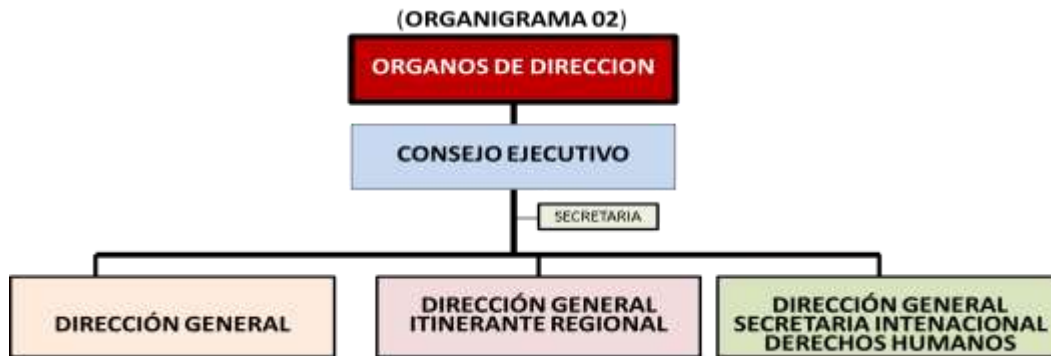 (ORGANIGRAMA 02)
ORGANOS DE DIRECCION
CONSEJO EJECUTIVO
SECRETARIA
DIRECCIÓN GENERAL
DIRECCIÓN GENERAL
ITINERANTE REGIONAL
DIRECCIÓN GENERAL
SECRETARIA INTENACIONAL
DERECHOS HUMANOS